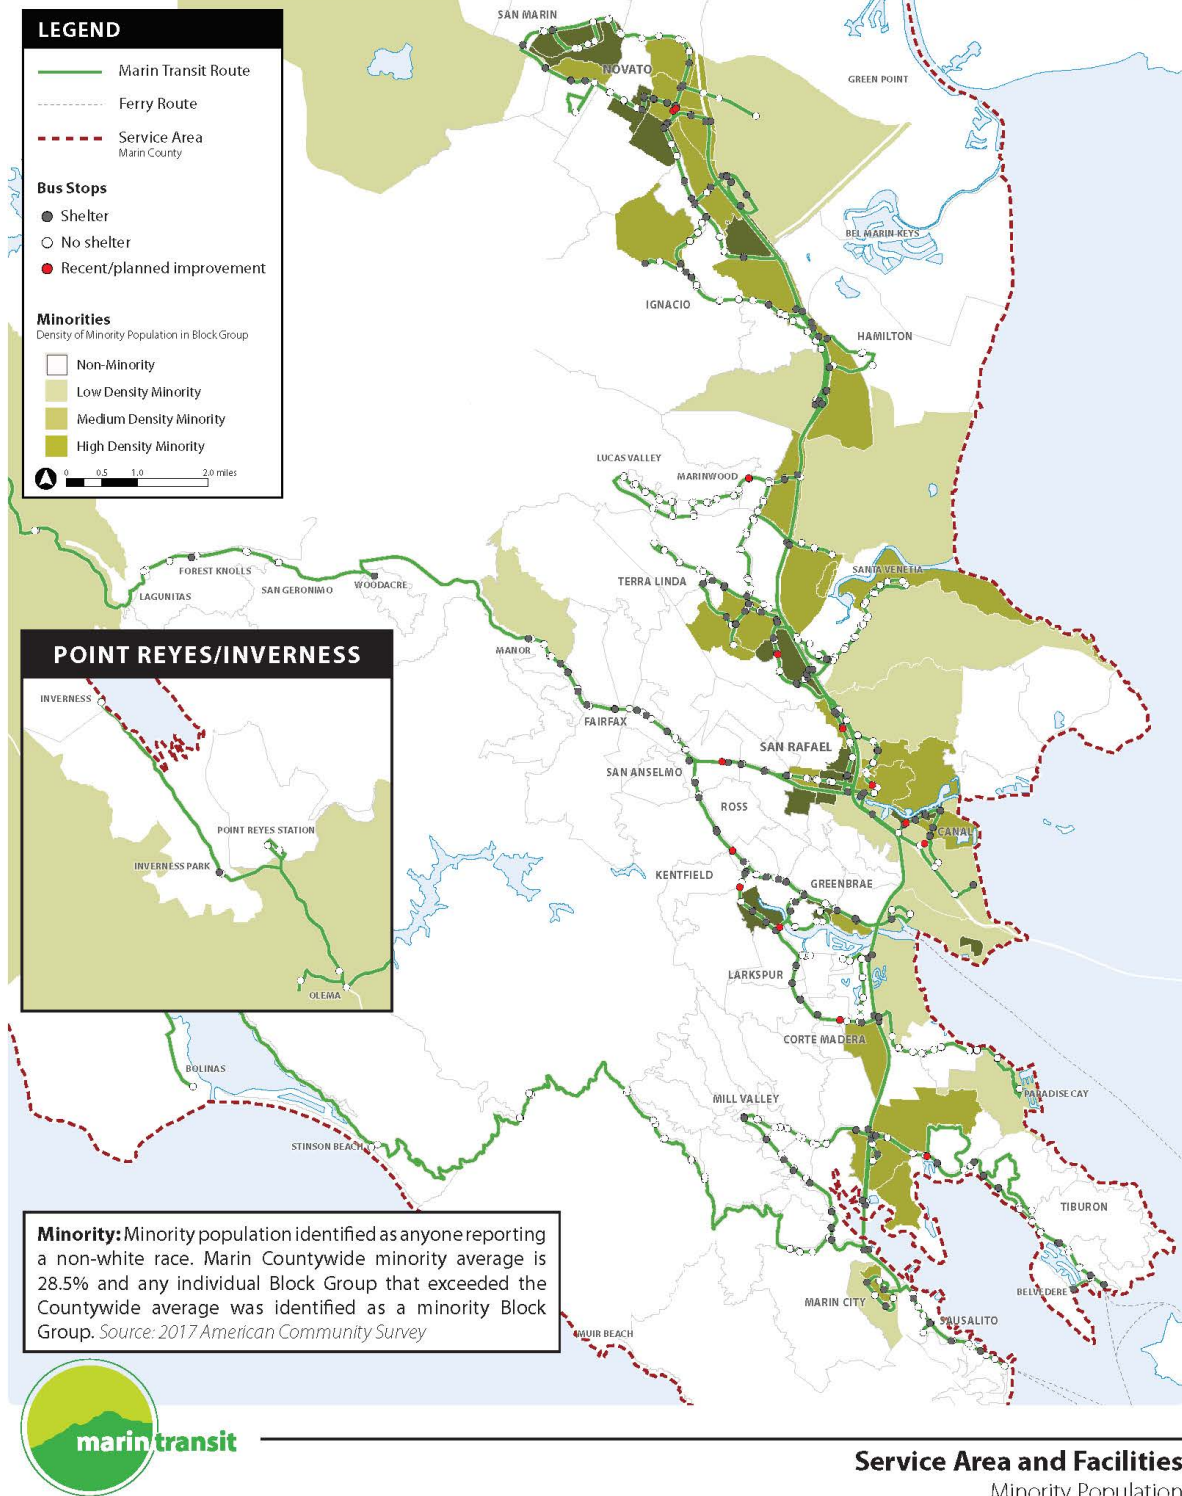 LEGEND
Marin Transit Route
Ferry Route
Service Area
Marin County
Bus Stops
Shelter
No shelter
Recent/planned improvement
Minorities
Density of Minority Population in Block Group
Non-Minority
Low Density Minority
Medium Density Minority
High Density Minority
0 0.5 1.0 2.0 miles
SAN MARIN
NOVATO
GREEN POINT
BEL MARIN KEYS
IGNACIO
HAMILTON
LUCAS VALLEY
MARINWOOD
FOREST KNOLLS
LAGUNITAS
SAN GERONIMO
WOODACRE
TERRA LINDA
SANTA VENETIA
MANOR
FAIRFAX
SAN RAFAEL
SAN ANSELMO
ROSS
CANAL
KENTFIELD
GREENBRAE
LARKSPUR
CORTE MADERA
PARADISE CAY
MILL VALLEY
TIBURON
BELVEDERE
MARIN CITY
SAUSALITO
MUIR BEACH
POINT REYES/INVERNESS
INVERNESS
POINT REYES STATION
INVERNESS PARK
OLEMA
BOLINAS
STINSON BEACH
Minority: Minority population identified as anyone reporting
a non-white race. Marin Countywide minority average is
28.5% and any individual Block Group that exceeded the
Countywide average was identified as a minority Block
Group. Source: 2017 American Community Survey
marintransit
Service Area and Facilities
Minority Population